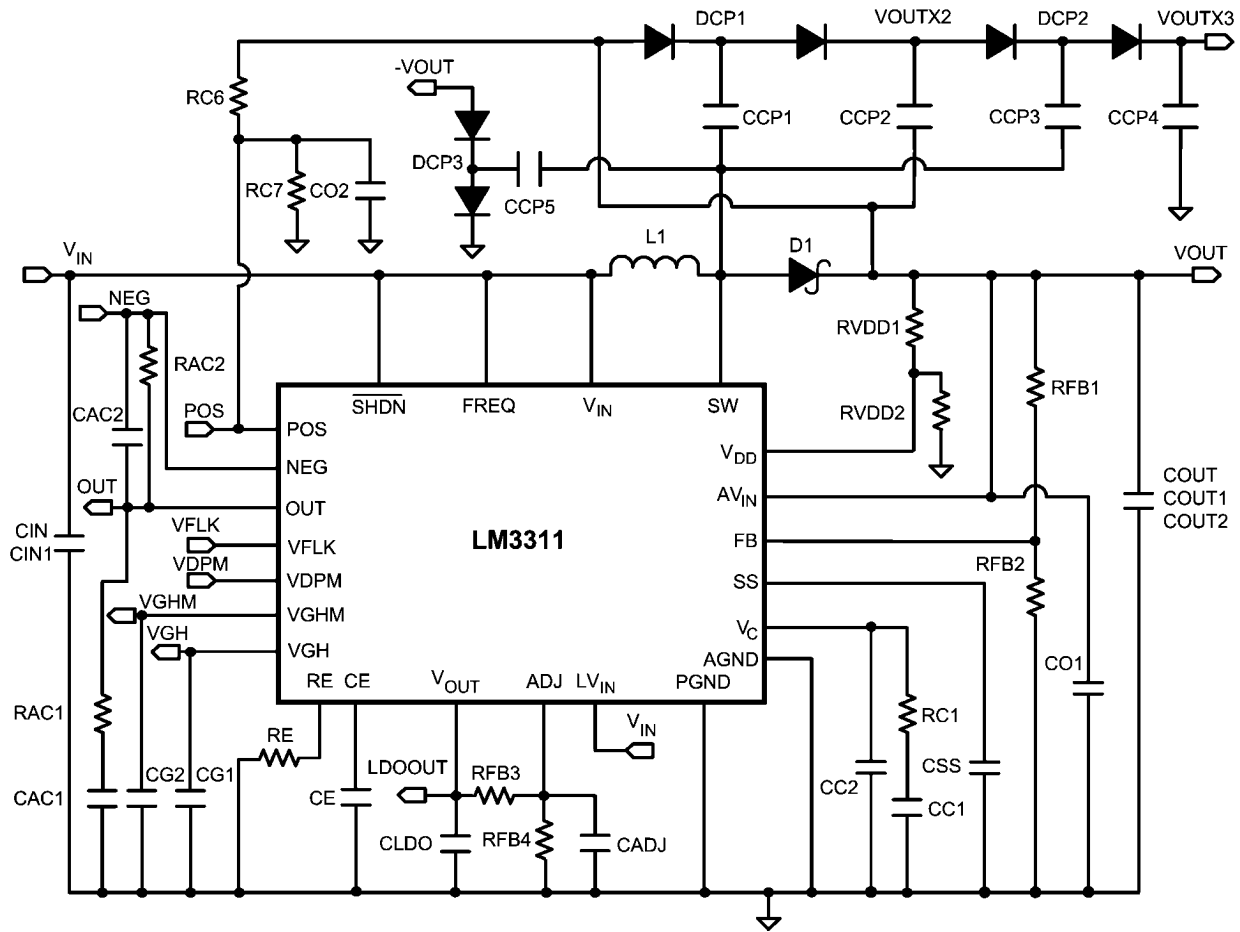 DCP1
VOUTX2
DCP2
VOUTX3
-VOUT
RC6
CCP1
CCP2
CCP3
CCP4
DCP3
RC7
CO2
CCP5
L1
D1
VIN
VOUT
NEG
RVDD1
RAC2
RFB1
CAC2
POS
SHDN
FREQ
VIN
SW
RVDD2
POS
NEG
VDD
OUT
OUT
AVIN
COUT
COUT1
COUT2
CIN
CIN1
VFLK
VFLK
LM3311
FB
RFB2
VDPM
VDPM
SS
VGHM
VGHM
VC
VGH
VGH
AGND
CO1
RE
CE
VOUT
ADJ
LVIN
PGND
RAC1
RE
VIN
RC1
LDOOUT
RFB3
CSS
CAC1
CG2
CG1
CE
CC2
CC1
CLDO
RFB4
CADJ